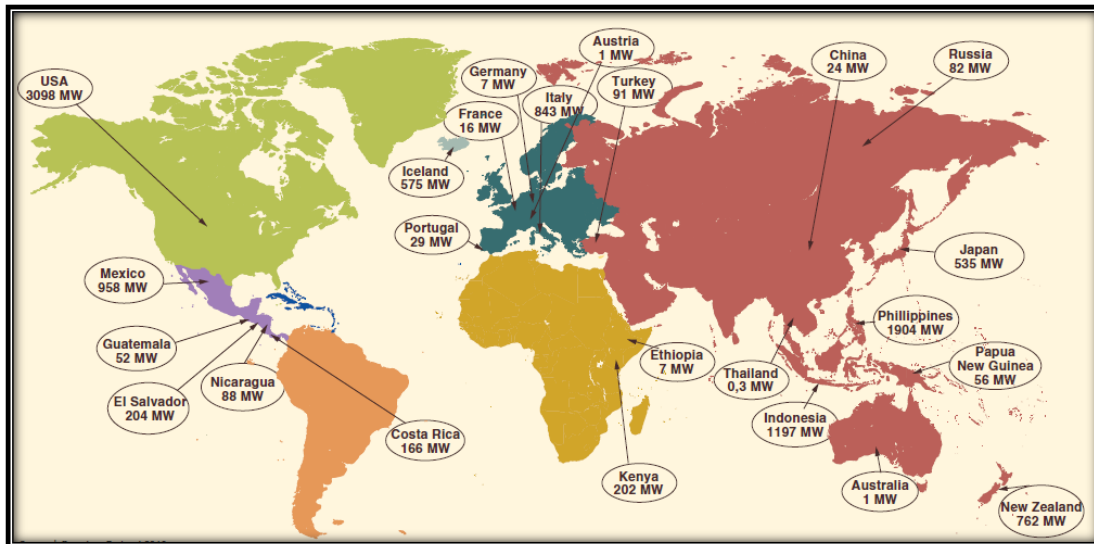 USA
3098 MW
Germany
7 MW
Austria
1 MW
Italy
843 MW
Turkey
91 MW
France
16 MW
Iceland
575 MW
Portugal
29 MW
China
24 MW
Russia
82 MW
Japan
535 MW
Mexico
958 MW
Guatemala
52 MW
El Salvador
204 MW
Nicaragua
88 MW
Costa Rica
166 MW
Ethiopia
7 MW
Kenya
202 MW
Thailand
0,3 MW
Phillippines
1904 MW
Papua
New Guinea
56 MW
Indonesia
1197 MW
Australia
1 MW
New Zealand
762 MW